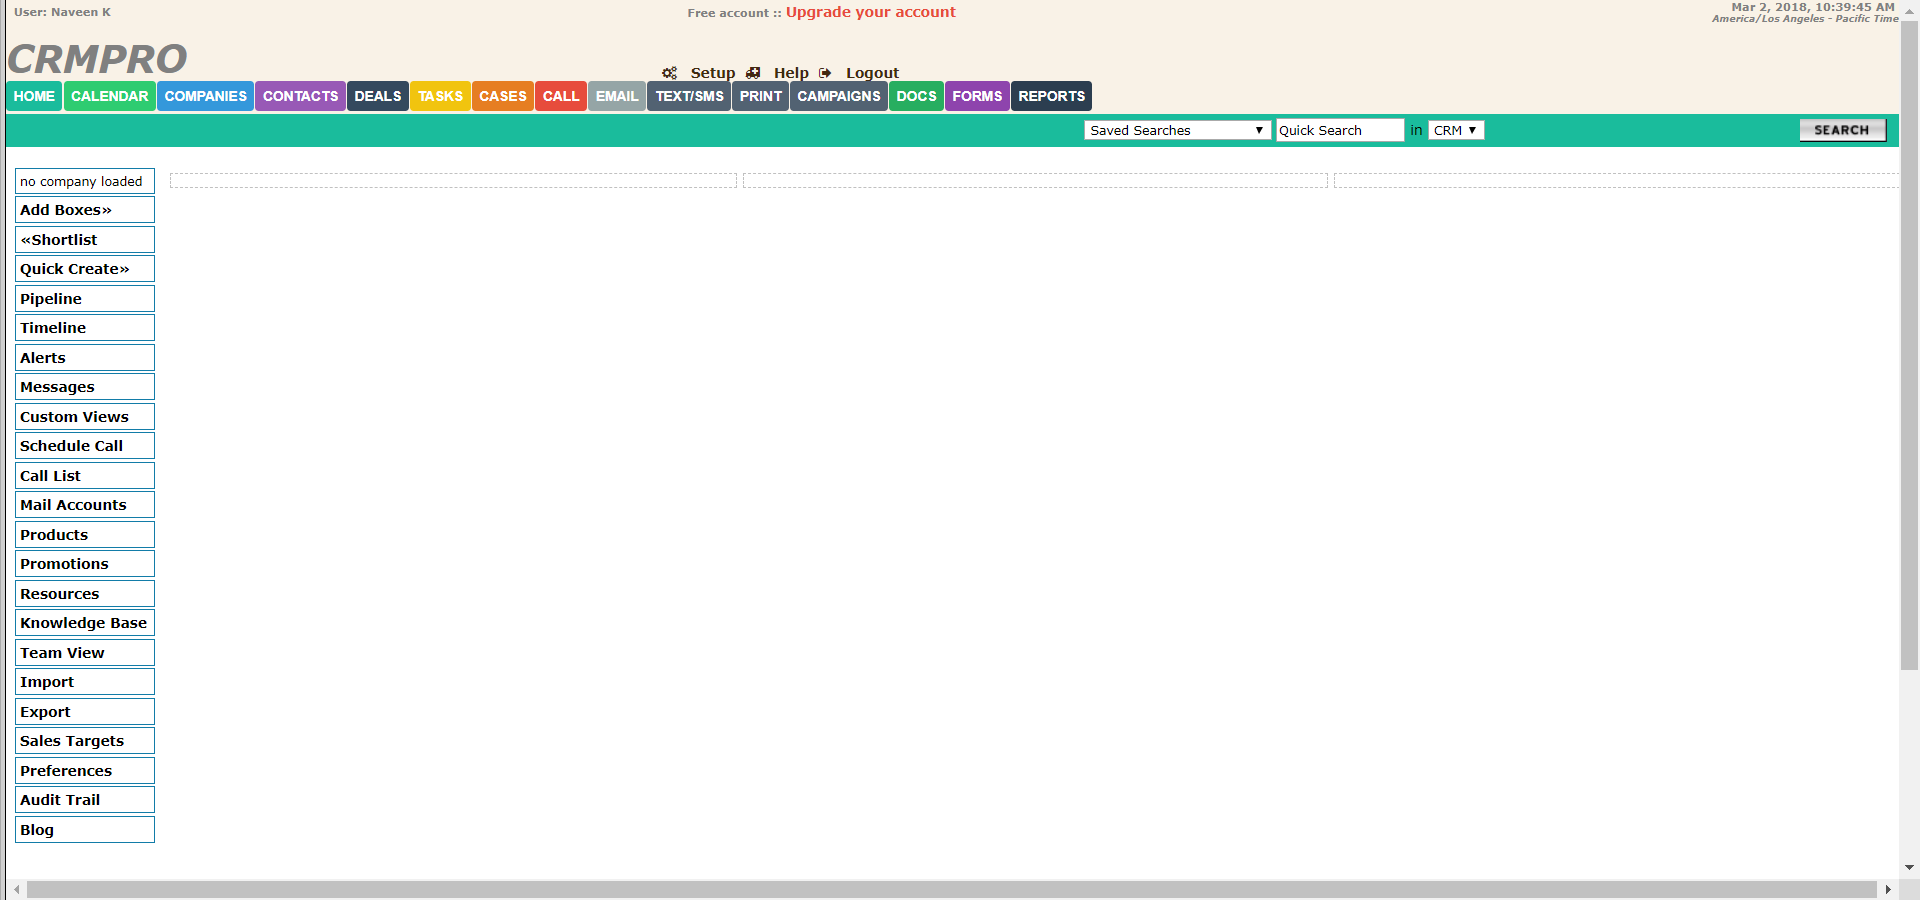 User: Naveen K
Free account :: Upgrade your account
Mar 2, 2018, 10:39:45 AM
America/Los Angeles - Pacific Time
CRMPRO
Setup Help Logout
HOME CALENDAR COMPANIES CONTACTS DEALS TASKS CASES CALL EMAIL TEXT/SMS PRINT CAMPAIGNS DOCS FORMS REPORTS
Saved Searches Quick Search in CRM SEARCH
no company loaded
Add Boxes»
«Shortlist
Quick Create»
Pipeline
Timeline
Alerts
Messages
Custom Views
Schedule Call
Call List
Mail Accounts
Products
Promotions
Resources
Knowledge Base
Team View
Import
Export
Sales Targets
Preferences
Audit Trail
Blog